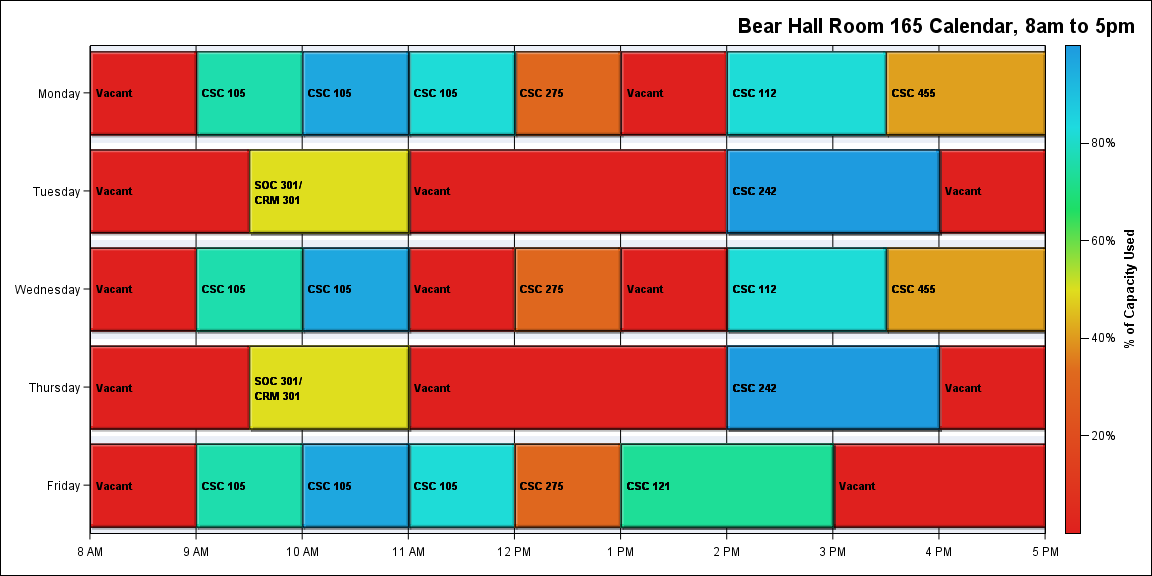 Bear Hall Room 165 Calendar, 8am to 5pm
Monday
Vacant
CSC 105
CSC 105
CSC 105
CSC 275
Vacant
CSC 112
CSC 455
Tuesday
Vacant
SOC 301/
CRM 301
Vacant
CSC 242
Vacant
Wednesday
Vacant
CSC 105
CSC 105
Vacant
CSC 275
Vacant
CSC 112
CSC 455
Thursday
Vacant
SOC 301/
CRM 301
Vacant
CSC 242
Vacant
Friday
Vacant
CSC 105
CSC 105
CSC 105
CSC 275
CSC 121
Vacant
8 AM
9 AM
10 AM
11 AM
12 PM
1 PM
2 PM
3 PM
4 PM
5 PM
80%
60%
40%
20%
% of Capacity Used